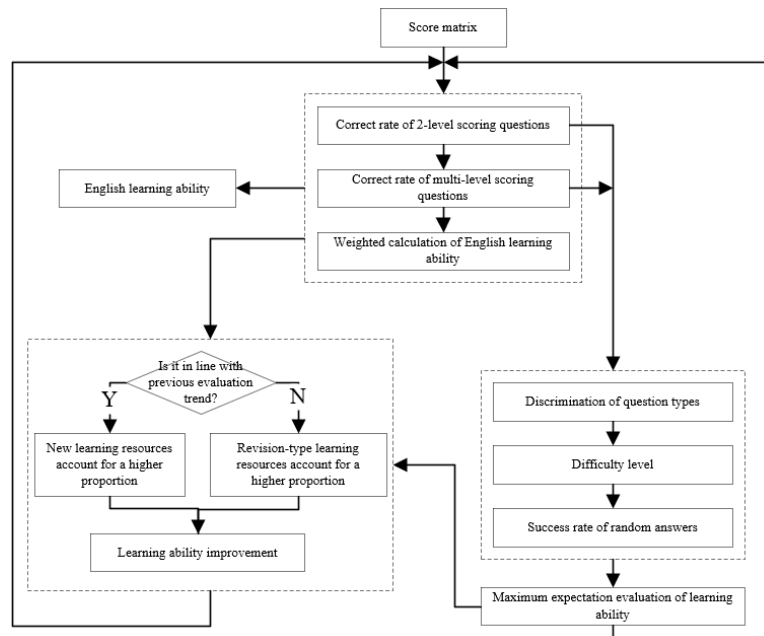 Score matrix
Correct rate of 2-level scoring questions
English learning ability
Correct rate of multi-level scoring
questions
Weighted calculation of English learning
ability
Is it in line with
previous evaluation
trend?
Y
N
New learning resources
account for a higher
proportion
Revision-type learning
resources account for a
higher proportion
Learning ability improvement
Discrimination of question types
Difficulty level
Success rate of random answers
Maximum expectation evaluation of learning
ability